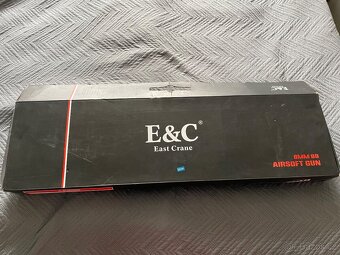 E&C®
East Crane
6MM BB
AIRSOFT GUN